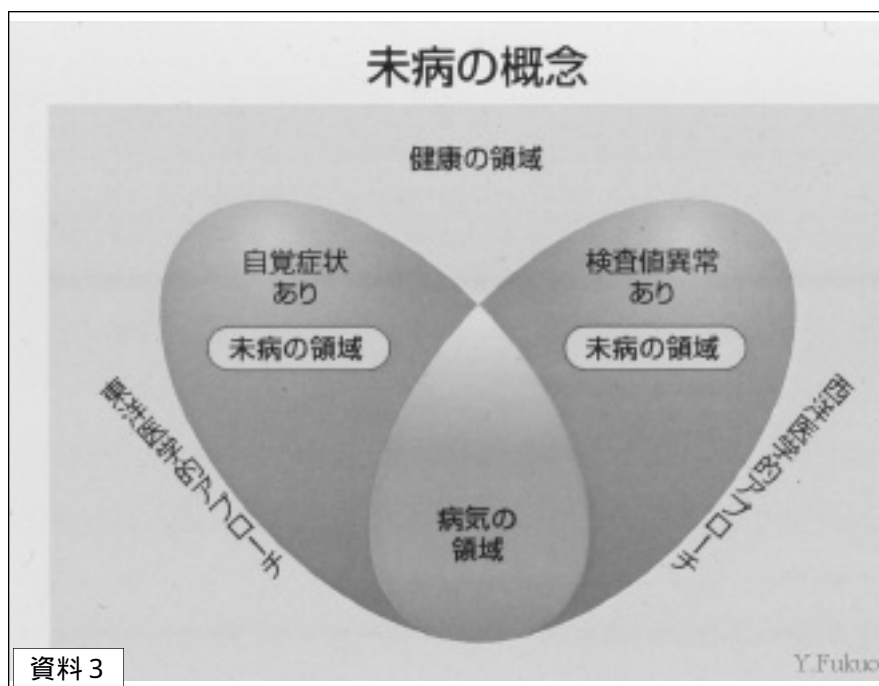 未病の概念
健康の領域
自覚症状
あり
未病の領域
検査値異常
あり
未病の領域
東洋医学的アプローチ
西洋医学的アプローチ
病気の
領域
資料3
Y.Fukuo